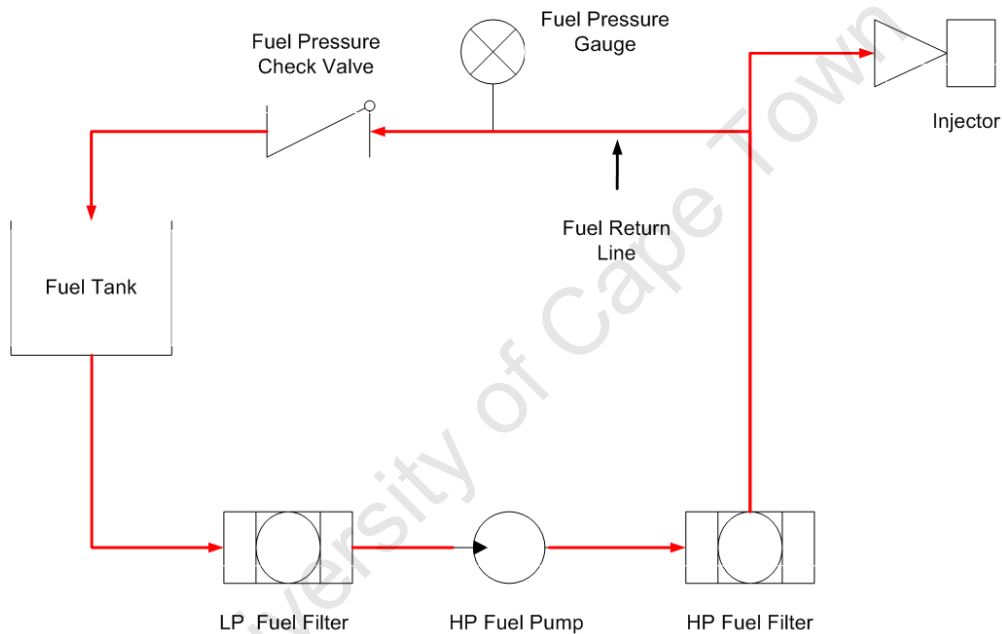 Fuel Pressure
Gauge
Fuel Pressure
Check Valve
Injector
Fuel Return
Line
Fuel Tank
LP Fuel Filter
HP Fuel Pump
HP Fuel Filter
University of Cape Town